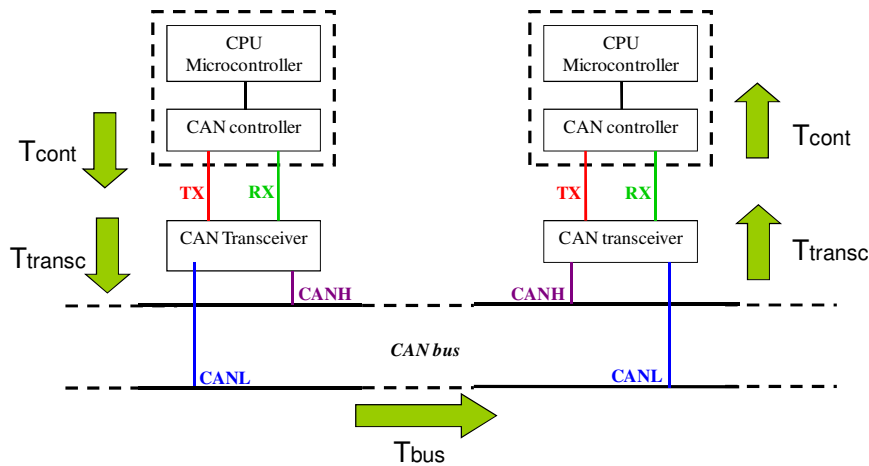 CPU
Microcontroller
CAN controller
Tcont
TX
RX
CAN Transceiver
Ttransc
CANH
CANL
CPU
Microcontroller
CAN controller
Tcont
TX
RX
CAN transceiver
Ttransc
CANH
CANL
CAN bus
Tbus